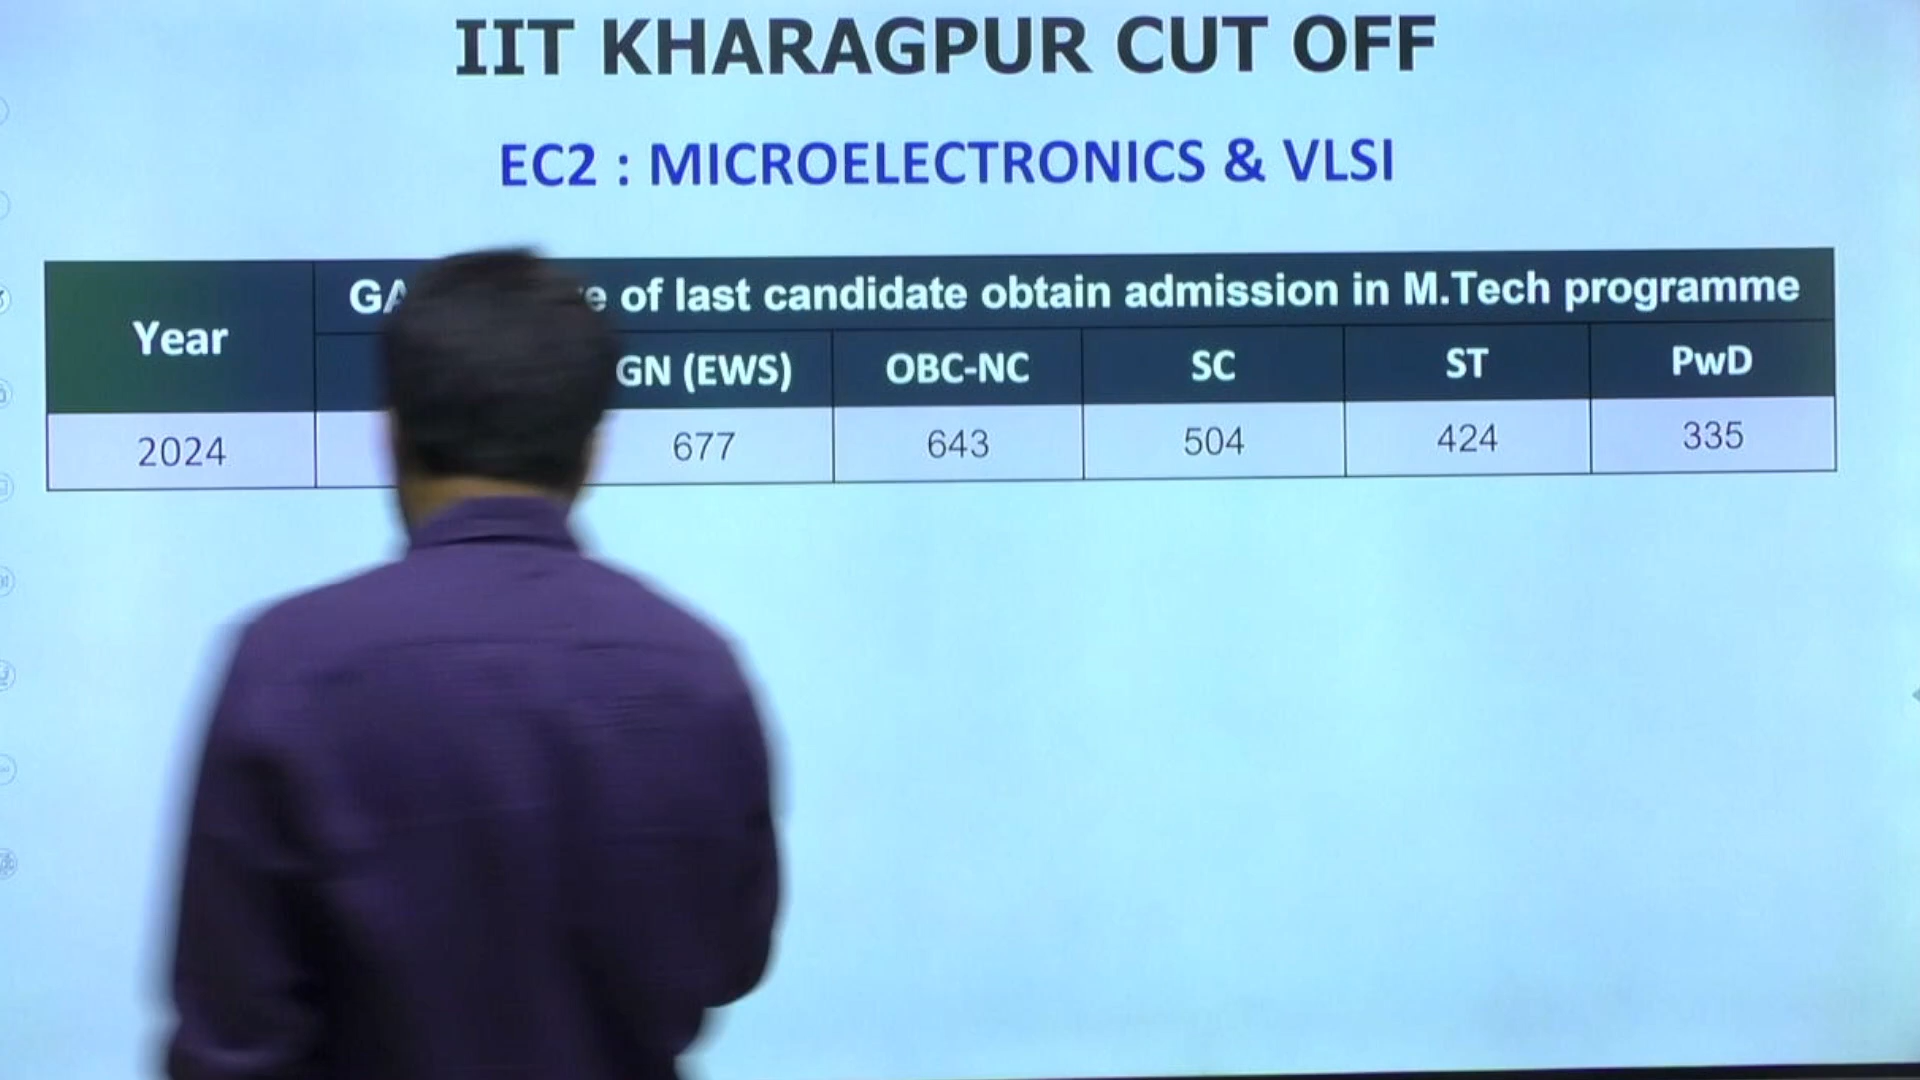 IIT KHARAGPUR CUT OFF
EC2 : MICROELECTRONICS & VLSI
Year of last candidate obtain admission in M.Tech programme
GN (EWS) OBC-NC SC ST PwD
2024 677 643 504 424 335